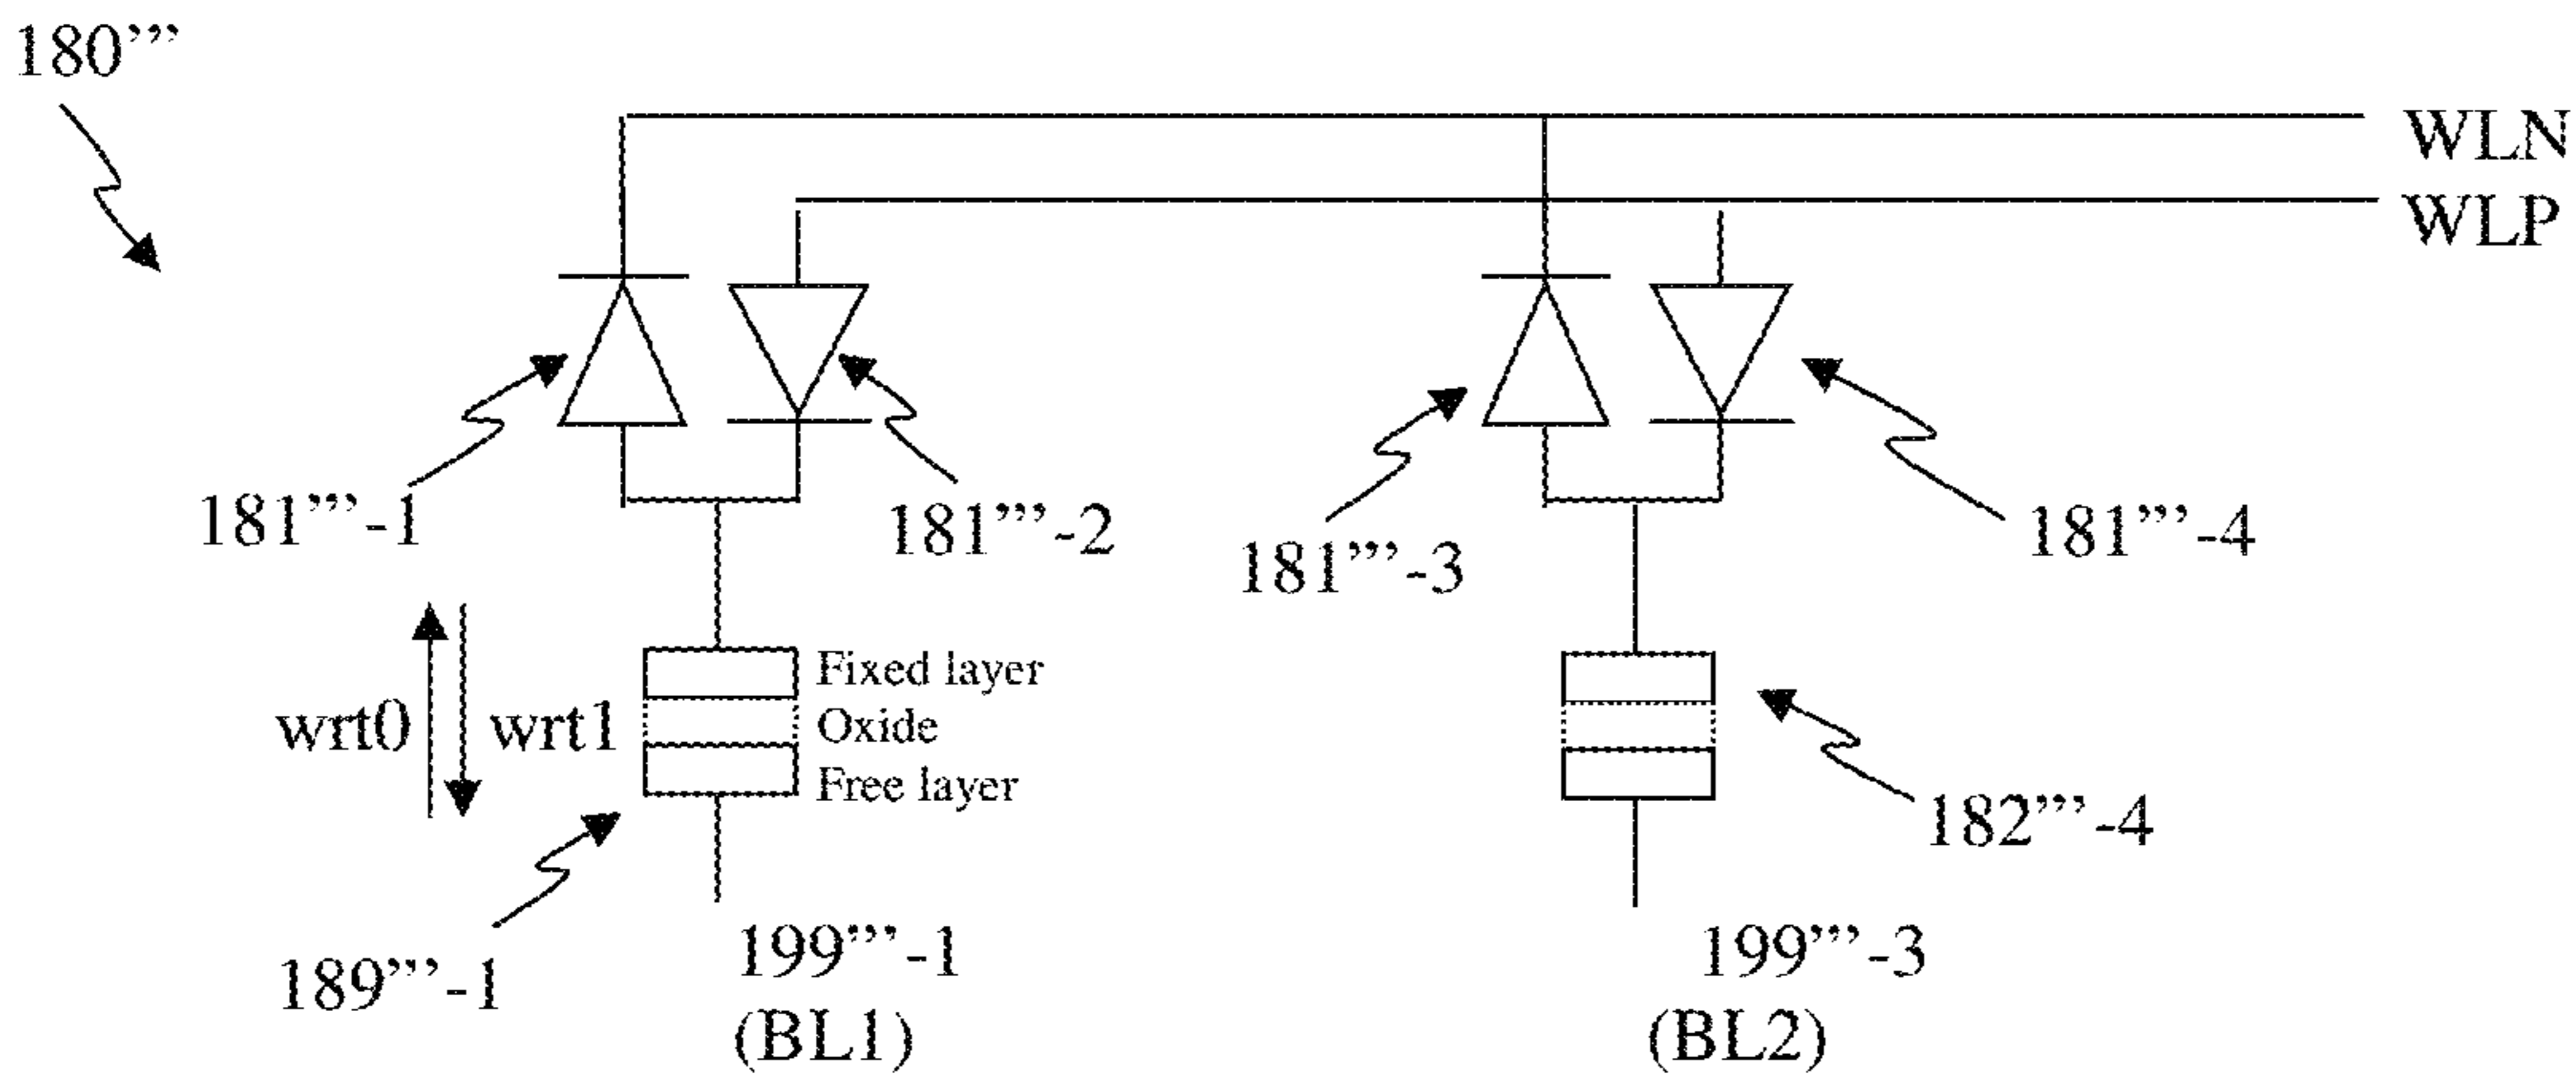 180’’’
WLN
WLP
181’’’-1
181’’’-2
181’’’-3
181’’’-4
wrt0
wrt1
Fixed layer
Oxide
Free layer
182’’’-4
189’’’-1
199’’’-1
(BL1)
199’’’-3
(BL2)